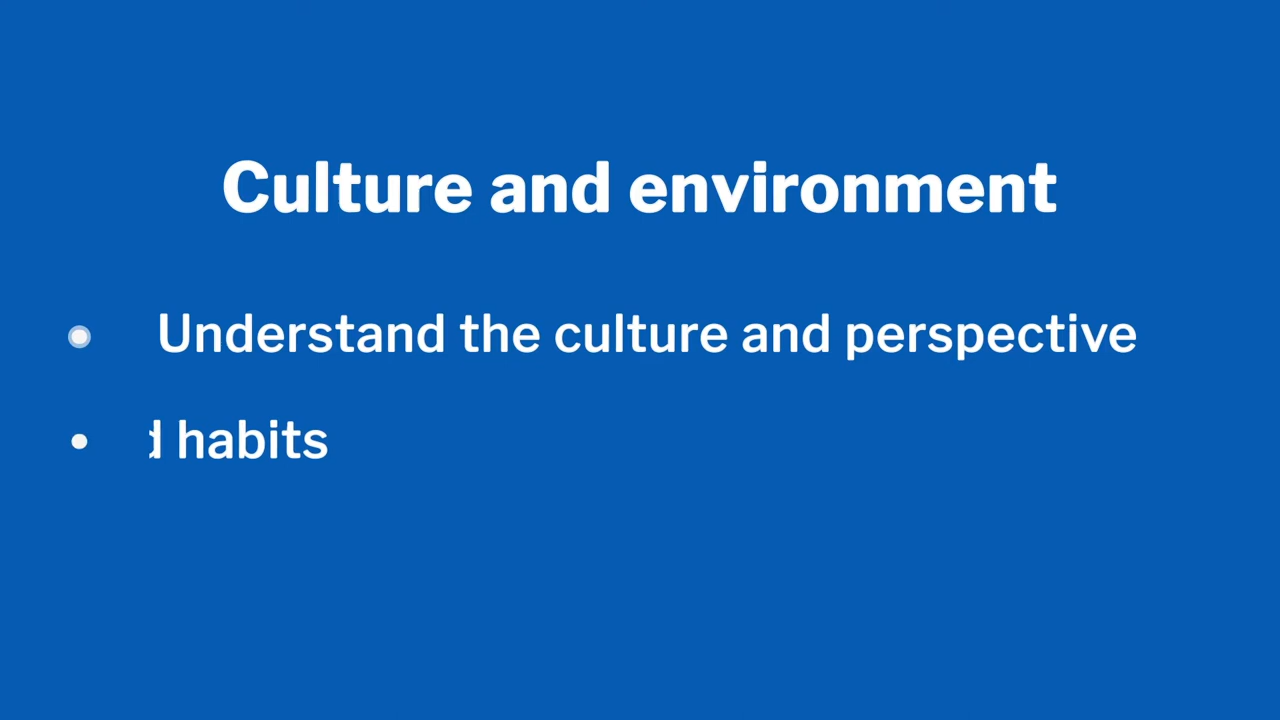 Culture and environment
• Understand the culture and perspective
• habits